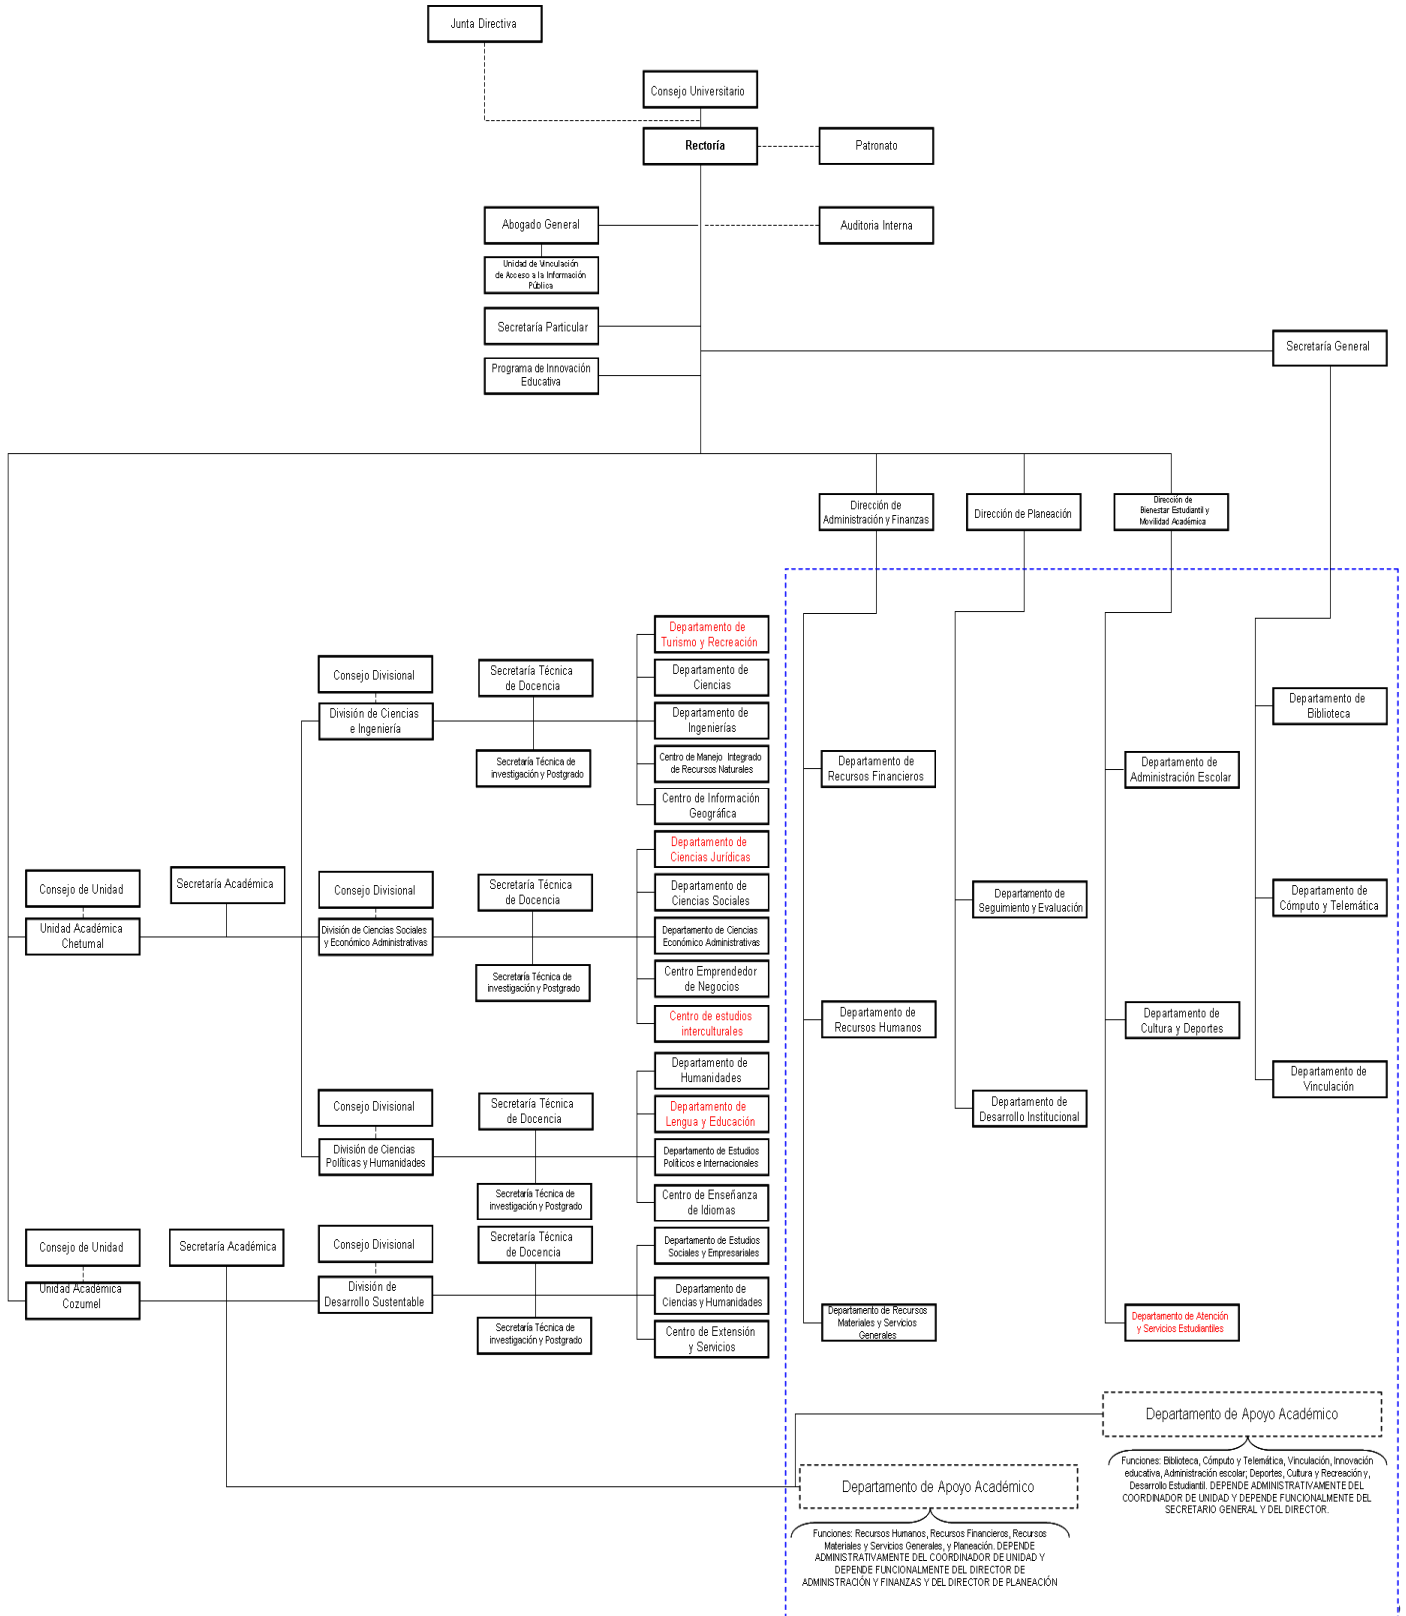 Junta Directiva
Consejo Universitario
Rectoría
Patronato
Abogado General
Auditoria Interna
Unidad de Vinculación
de Acceso a la Información
Pública
Secretaría Particular
Secretaría General
Programa de Innovación
Educativa
Dirección de
Administración y Finanzas
Dirección de Planeación
Dirección de
Bienestar Estudiantil y
Movilidad Académica
Departamento de
Turismo y Recreación
Consejo Divisional
Secretaría Técnica
de Docencia
Departamento de
Ciencias
División de Ciencias
e Ingeniería
Departamento de
Ingenierías
Secretaría Técnica de
investigación y Postgrado
Centro de Manejo Integrado
de Recursos Naturales
Centro de Información
Geográfica
Departamento de
Ciencias Jurídicas
Consejo de Unidad
Secretaría Académica
Consejo Divisional
Secretaría Técnica
de Docencia
Departamento de
Ciencias Sociales
Unidad Académica
Chetumal
División de Ciencias Sociales
y Económico Administrativas
Departamento de Ciencias
Económico Administrativas
Secretaría Técnica de
investigación y Postgrado
Centro Emprendedor
de Negocios
Centro de estudios
interculturales
Departamento de
Humanidades
Consejo Divisional
Secretaría Técnica
de Docencia
Departamento de
Lengua y Educación
División de Ciencias
Políticas y Humanidades
Departamento de Estudios
Políticos e Internacionales
Secretaría Técnica de
investigación y Postgrado
Centro de Enseñanza
de Idiomas
Consejo de Unidad
Secretaría Académica
Consejo Divisional
Secretaría Técnica
de Docencia
Departamento de Estudios
Sociales y Empresariales
Unidad Académica
Cozumel
División de
Desarrollo Sustentable
Departamento de
Ciencias y Humanidades
Secretaría Técnica de
investigación y Postgrado
Centro de Extensión
y Servicios
Departamento de
Recursos Financieros
Departamento de
Recursos Humanos
Departamento de Recursos
Materiales y Servicios
Generales
Departamento de
Seguimiento y Evaluación
Departamento de
Desarrollo Institucional
Departamento de
Administración Escolar
Departamento de
Cultura y Deportes
Departamento de Atención
y Servicios Estudiantiles
Departamento de
Biblioteca
Departamento de
Cómputo y Telemática
Departamento de
Vinculación
Departamento de Apoyo Académico
Funciones: Biblioteca, Cómputo y Telemática, Vinculación, Innovación
educativa, Administración escolar; Deportes, Cultura y Recreación y,
Desarrollo Estudiantil. DEPENDE ADMINISTRATIVAMENTE DEL
COORDINADOR DE UNIDAD Y DEPENDE FUNCIONALMENTE DEL
SECRETARIO GENERAL Y DEL DIRECTOR.
Departamento de Apoyo Académico
Funciones: Recursos Humanos, Recursos Financieros, Recursos
Materiales y Servicios Generales, y Planeación. DEPENDE
ADMINISTRATIVAMENTE DEL COORDINADOR DE UNIDAD Y
DEPENDE FUNCIONALMENTE DEL DIRECTOR DE
ADMINISTRACIÓN Y FINANZAS Y DEL DIRECTOR DE PLANEACIÓN